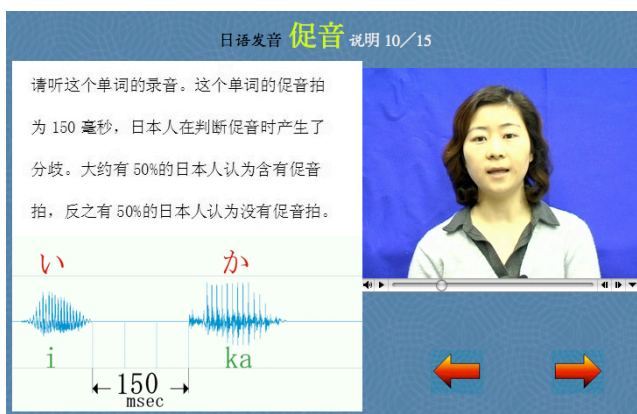 日语发音 促音 说明 10／15
请听这个单词的录音。这个单词的促音拍
为 150 毫秒，日本人在判断促音时产生了
分歧。大约有 50%的日本人认为含有促音
拍，反之有 50%的日本人认为没有促音拍。
い か
i ka
150
msec